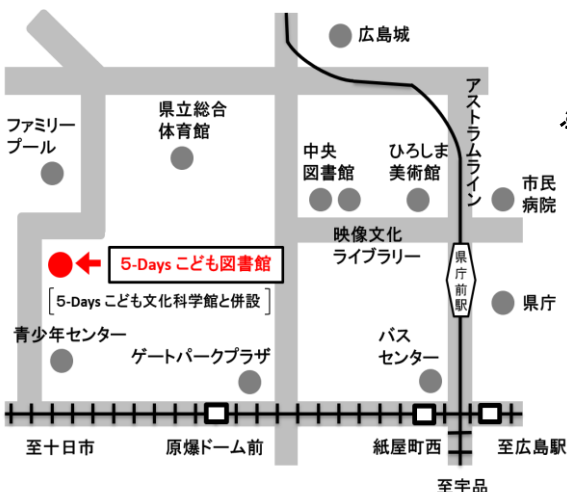 広島城
アストラムライン
県立総合
体育館
ファミリー
プール
中央
図書館
ひろしま
美術館
市民
病院
映像文化
ライブラリー
5-Days こども図書館
[5-Days こども文化科学館と併設]
県庁前駅
県庁
青少年センター
ゲートパークプラザ
バス
センター
至十日市
原爆ドーム前
紙屋町西
至広島駅
至宇品